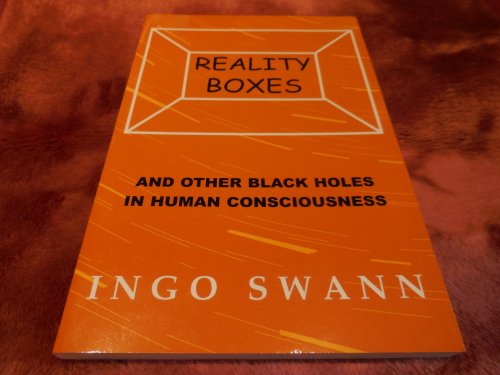 REALITY
BOXES
AND OTHER BLACK HOLES
IN HUMAN CONSCIOUSNESS
INGO SWANN